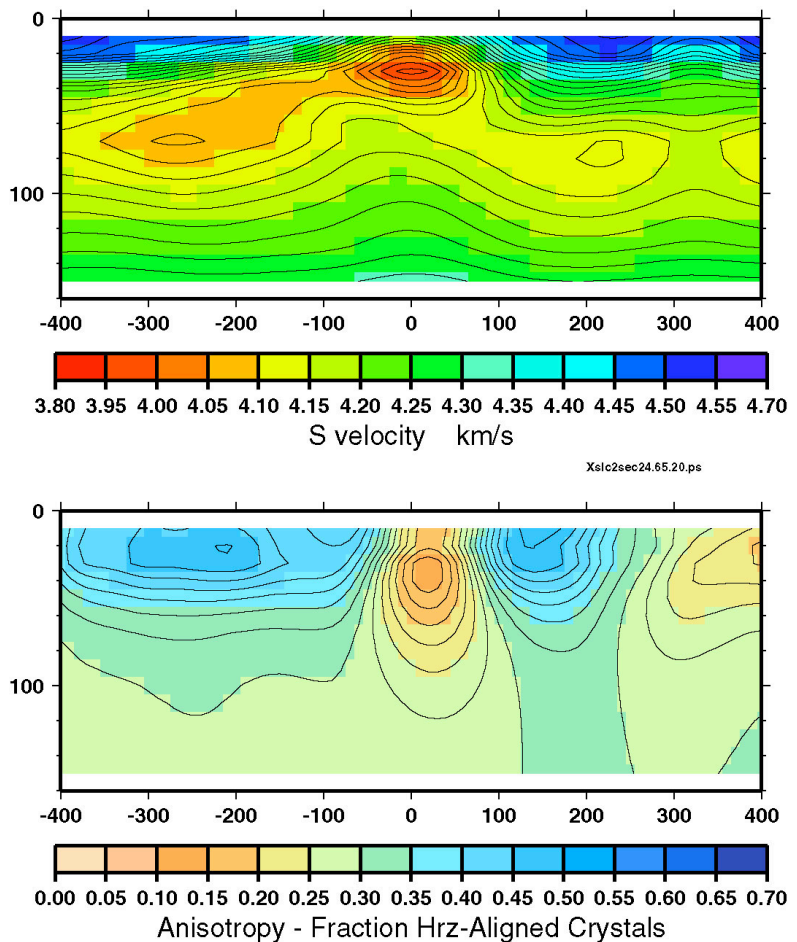 0
100
-400 -300 -200 -100 0 100 200 300 400
3.80 3.95 4.00 4.05 4.10 4.15 4.20 4.25 4.30 4.35 4.40 4.45 4.50 4.55 4.70
S velocity km/s
Xslc2sec24.65.20.ps
0
100
-400 -300 -200 -100 0 100 200 300 400
0.00 0.05 0.10 0.15 0.20 0.25 0.30 0.35 0.40 0.45 0.50 0.55 0.60 0.65 0.70
Anisotropy - Fraction Hrz-Aligned Crystals